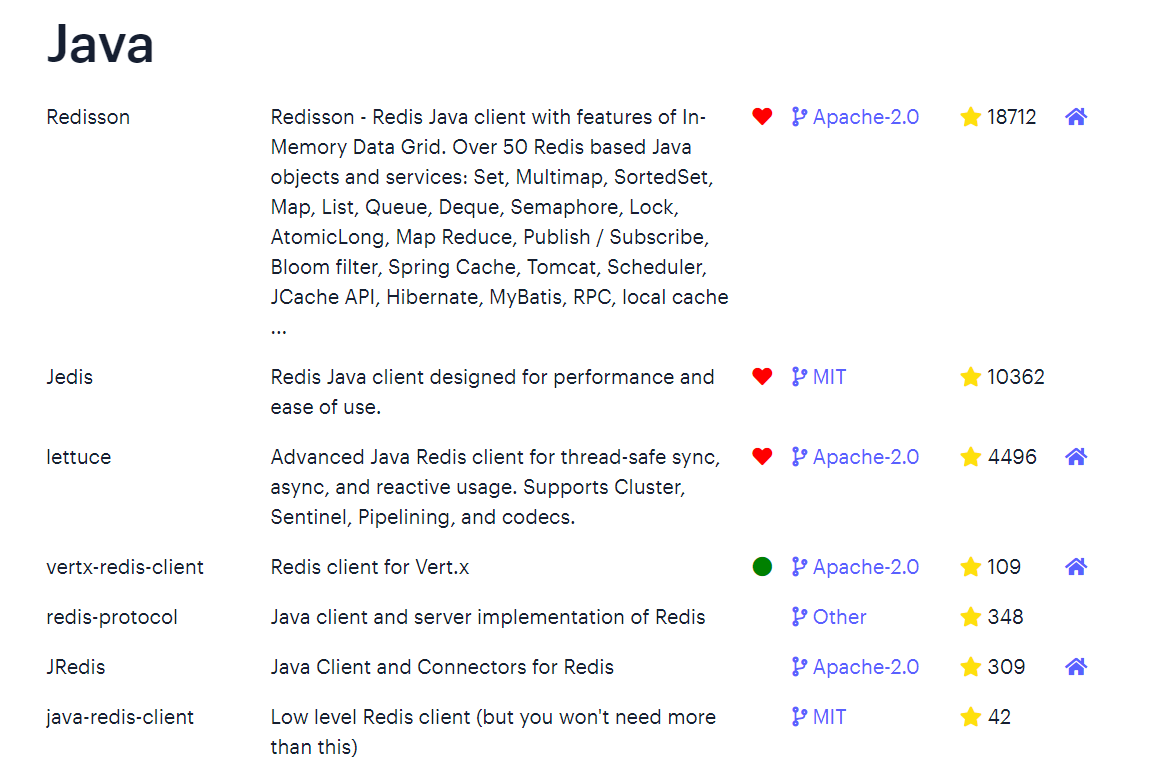 Java
Redisson
Redisson - Redis Java client with features of In-
Memory Data Grid. Over 50 Redis based Java
objects and services: Set, Multimap, SortedSet,
Map, List, Queue, Deque, Semaphore, Lock,
AtomicLong, Map Reduce, Publish / Subscribe,
Bloom filter, Spring Cache, Tomcat, Scheduler,
JCache API, Hibernate, MyBatis, RPC, local cache
...
Apache-2.0
18712
Jedis
Redis Java client designed for performance and
ease of use.
MIT
10362
lettuce
Advanced Java Redis client for thread-safe sync,
async, and reactive usage. Supports Cluster,
Sentinel, Pipelining, and codecs.
Apache-2.0
4496
vertx-redis-client
Redis client for Vert.x
Apache-2.0
109
redis-protocol
Java client and server implementation of Redis
Other
348
JRedis
Java Client and Connectors for Redis
Apache-2.0
309
java-redis-client
Low level Redis client (but you won't need more
than this)
MIT
42